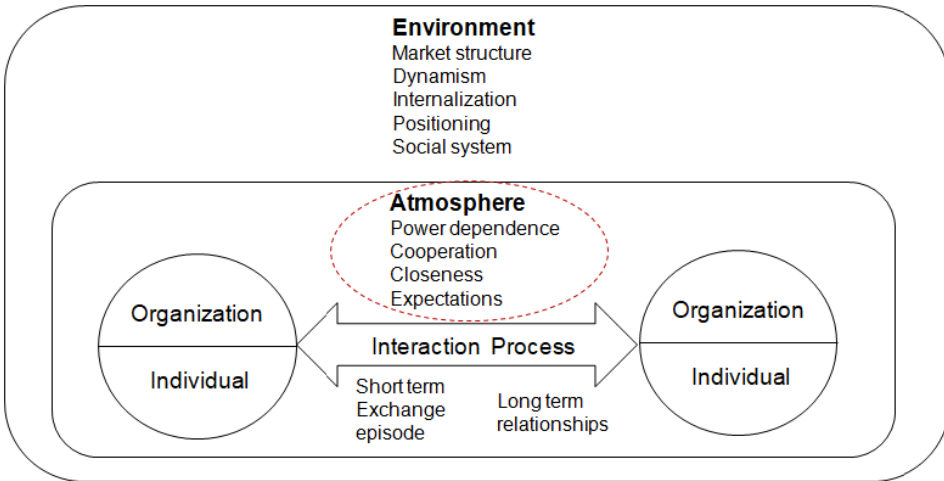 Environment
Market structure
Dynamism
Internalization
Positioning
Social system
Atmosphere
Power dependence
Cooperation
Closeness
Expectations
Organization
Individual
Interaction Process
Organization
Individual
Short term
Exchange
episode
Long term
relationships